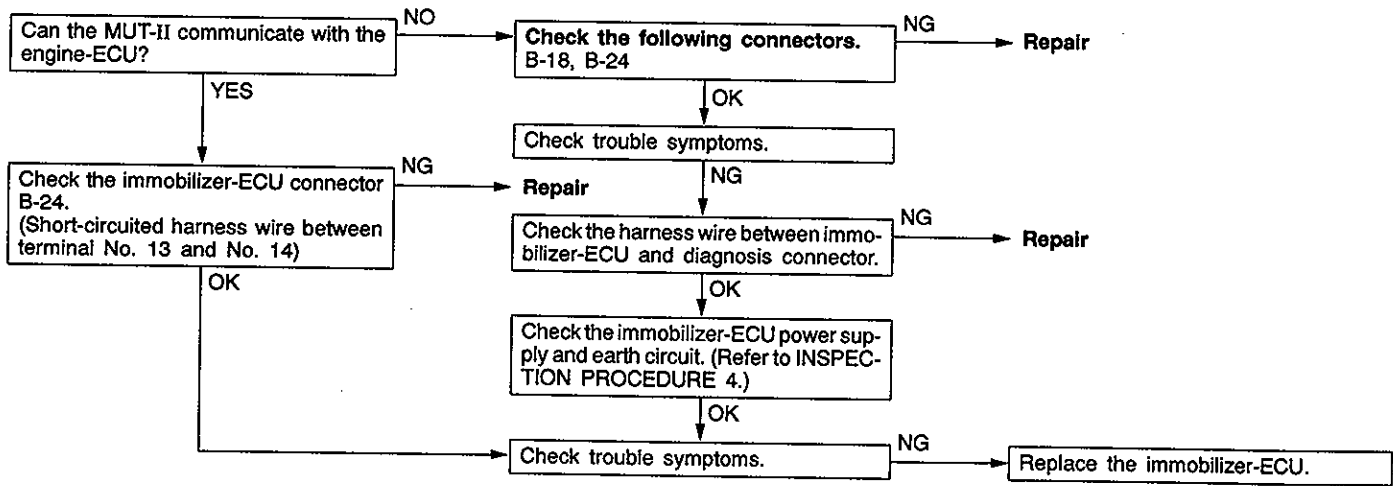 Can the MUT-II communicate with the
engine-ECU?
NO
Check the following connectors.
B-18, B-24
NG
Repair
YES
OK
Check trouble symptoms.
NG
Check the immobilizer-ECU connector
B-24.
(Short-circuited harness wire between
terminal No. 13 and No. 14)
NG
Repair
Check the harness wire between immo-
bilizer-ECU and diagnosis connector.
NG
Repair
OK
OK
Check the immobilizer-ECU power sup-
ply and earth circuit. (Refer to INSPEC-
TION PROCEDURE 4.)
OK
Check trouble symptoms.
NG
Replace the immobilizer-ECU.